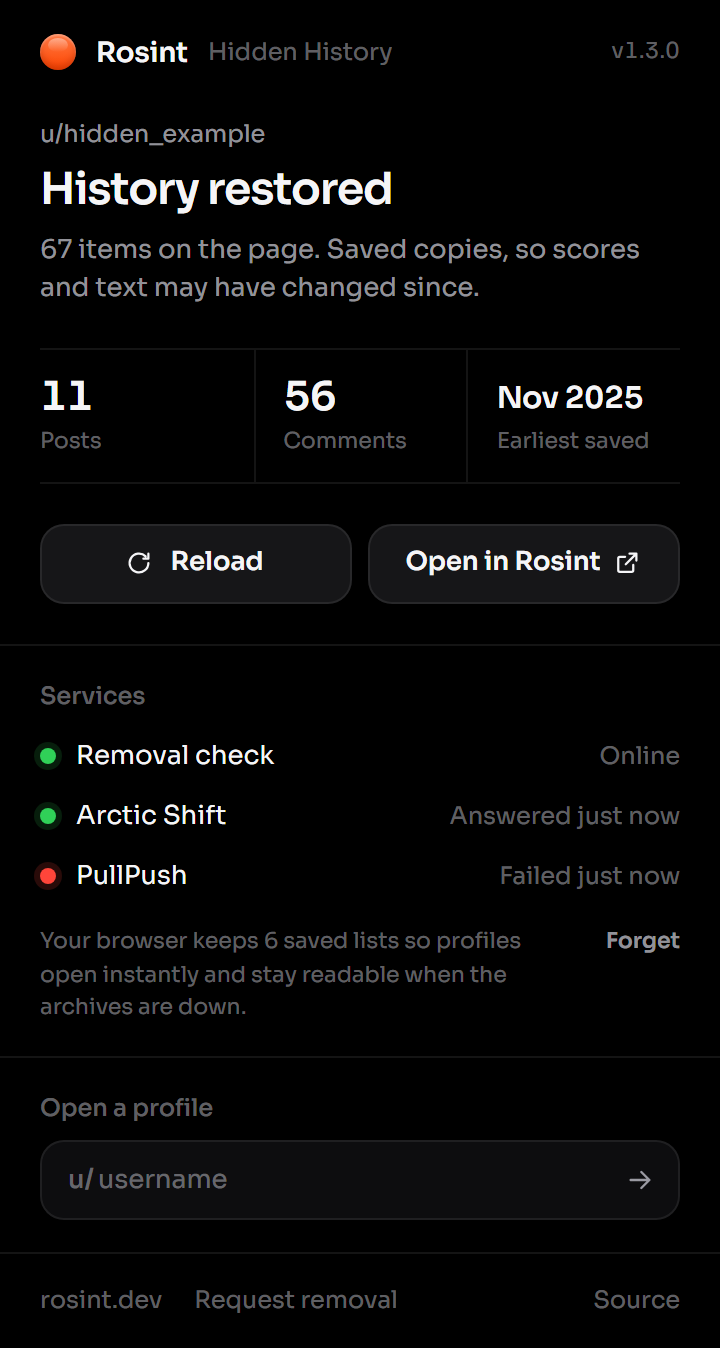 Rosint Hidden History v1.3.0
u/hidden_example
History restored
67 items on the page. Saved copies, so scores
and text may have changed since.
11 56 Nov 2025
Posts Comments Earliest saved
Reload Open in Rosint
Services
Removal check Online
Arctic Shift Answered just now
PullPush Failed just now
Your browser keeps 6 saved lists so profiles Forget
open instantly and stay readable when the
archives are down.
Open a profile
u/ username
rosint.dev Request removal Source